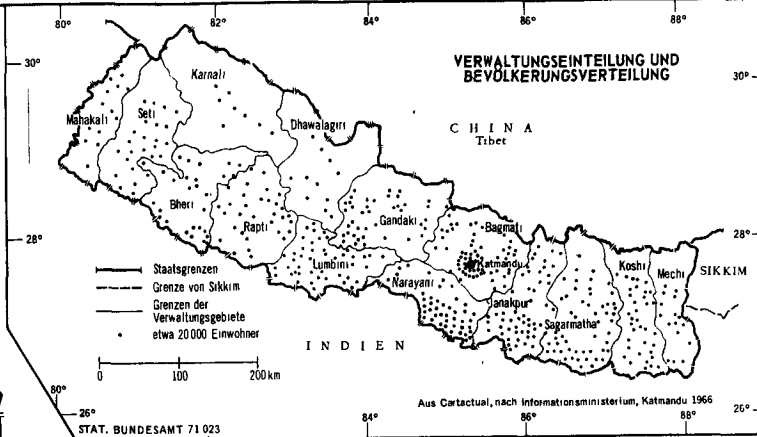 80° 82° 84° 86° 88°
30°
VERWALTUNGSEINTEILUNG UND
BEVÖLKERUNGSVERTEILUNG
30°
Karnali
Mahakali
Seti
Dhawalagiri
CHINA
Tibet
Bheri
Rapti
Gandaki
Bagmati
28°
28°
Katmandu
Koshi
Mechi
SIKKIM
Lumbini
Narayani
Janakpur
Sagarmatha
Staatsgrenzen
Grenze von Sikkim
Grenzen der
Verwaltungsgebiete
etwa 20000 Einwohner
INDIEN
0 100 200 km
80°
26°
Aus Cartactual, nach Informationsministerium, Katmandu 1966
STAT. BUNDESAMT 71 023
84° 86° 88°
26°